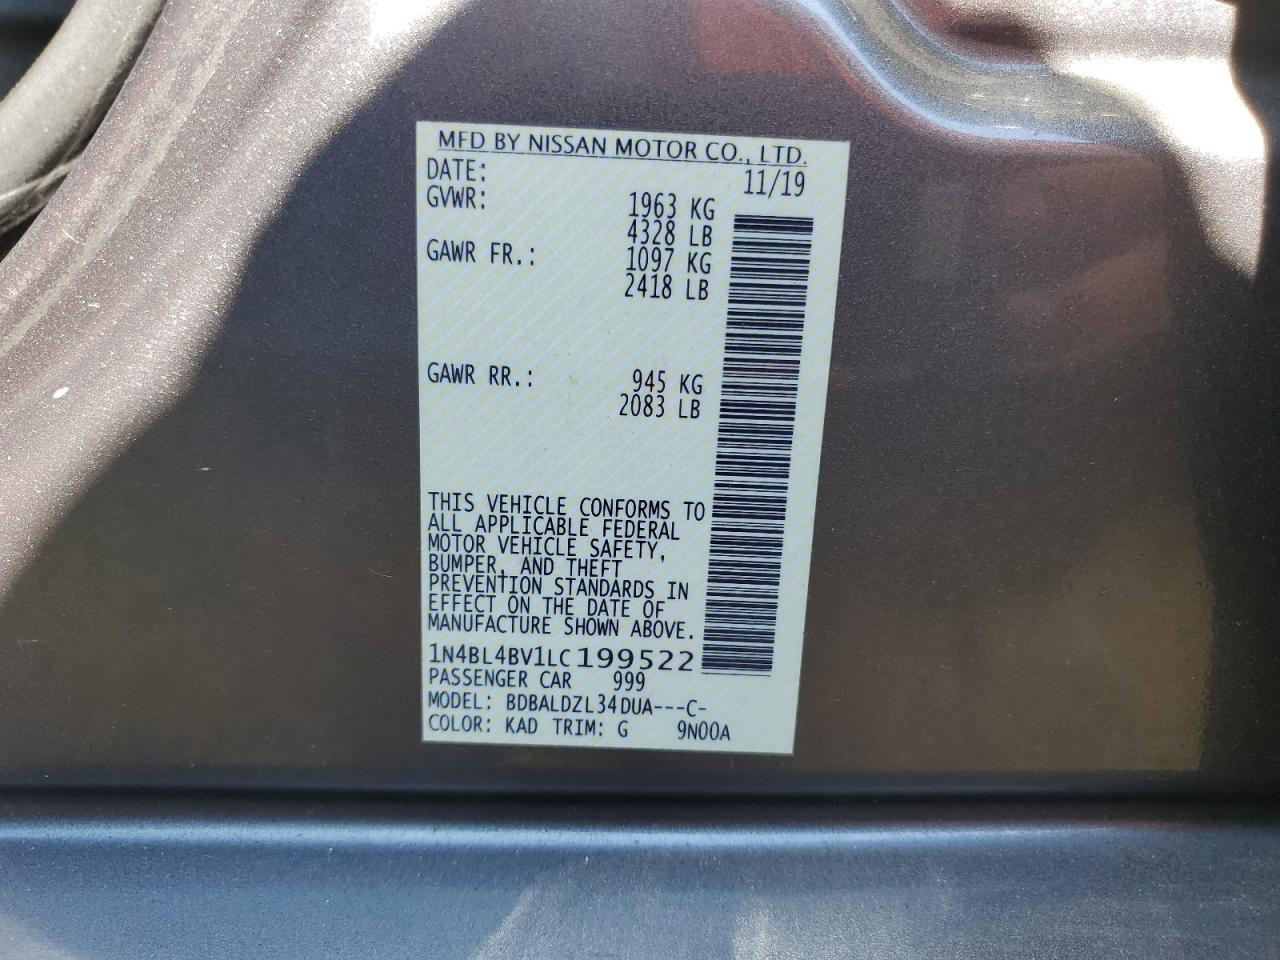 MFD BY NISSAN MOTOR CO., LTD.
DATE: 11/19
GVWR: 1963 KG
4328 LB
GAWR FR.: 1097 KG
2418 LB
GAWR RR.: 945 KG
2083 LB
THIS VEHICLE CONFORMS TO
ALL APPLICABLE FEDERAL
MOTOR VEHICLE SAFETY,
BUMPER, AND THEFT
PREVENTION STANDARDS IN
EFFECT ON THE DATE OF
MANUFACTURE SHOWN ABOVE.
1N4BL4BV1LC199522
PASSENGER CAR 999
MODEL: BDBALDZL34DUA---C-
COLOR: KAD TRIM: G 9N00A